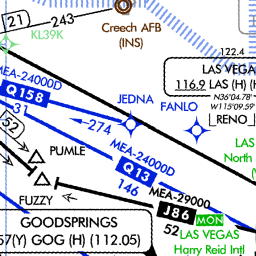 21
243
KL39K
Creech AFB
(INS)
122.4
LAS VEGA
116.9 LAS (H) (H
N36°04.78'
W115°09.59'
RENO
MEA-24000D
Q158
31
JEDNA
FANLO
274
52
PUMLE
FUZZY
MEA-24000D
Q13
146
LAS
North
(V
MEA-29000
J86
MON
52
LAS VEGAS
Harry Reid Intl
GOODSPRINGS
57(Y) GOG (H) (112.05)